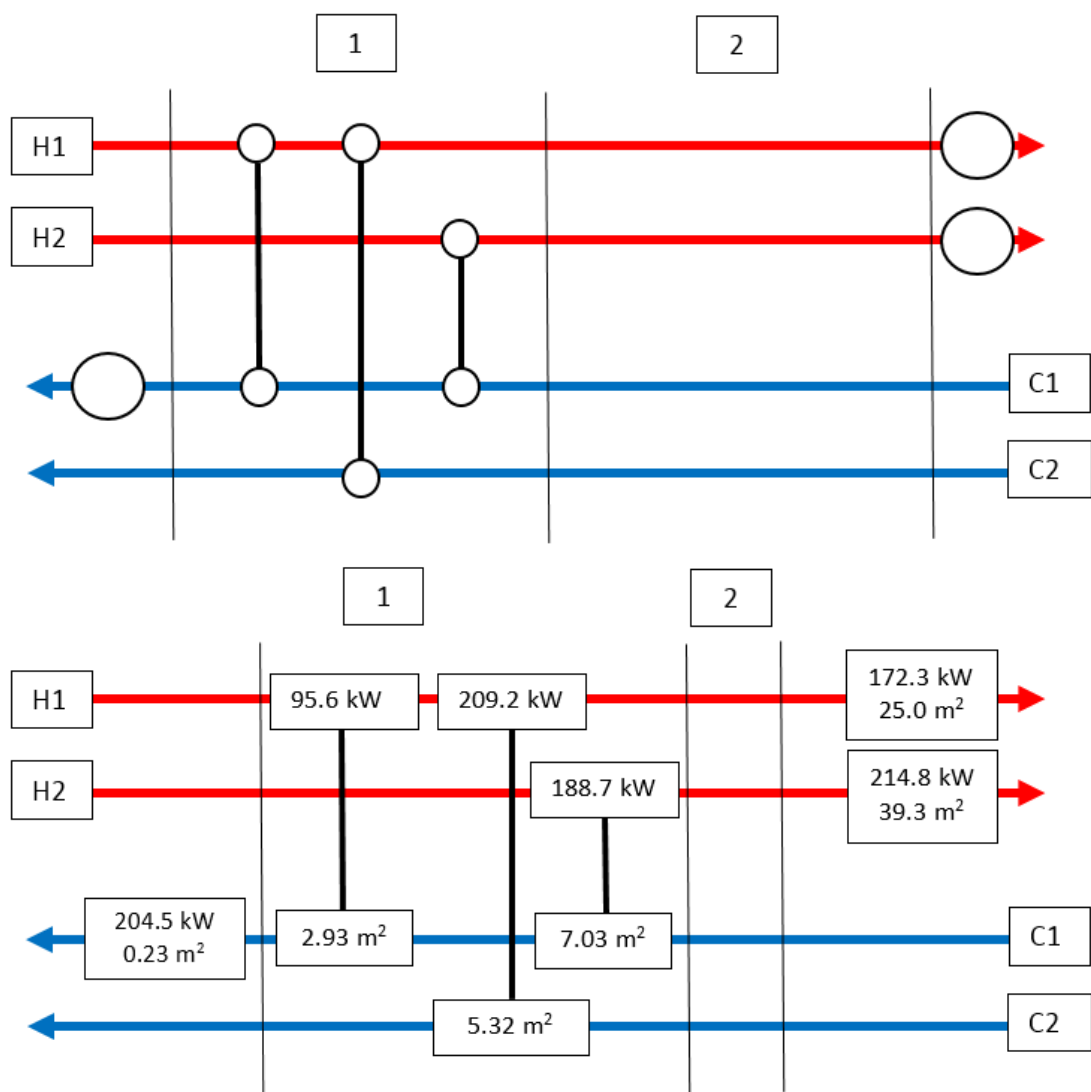 1
2
H1
H2
C1
C2
1
2
H1
95.6 kW
209.2 kW
172.3 kW
25.0 m²
H2
188.7 kW
214.8 kW
39.3 m²
204.5 kW
0.23 m²
2.93 m²
7.03 m²
C1
5.32 m²
C2